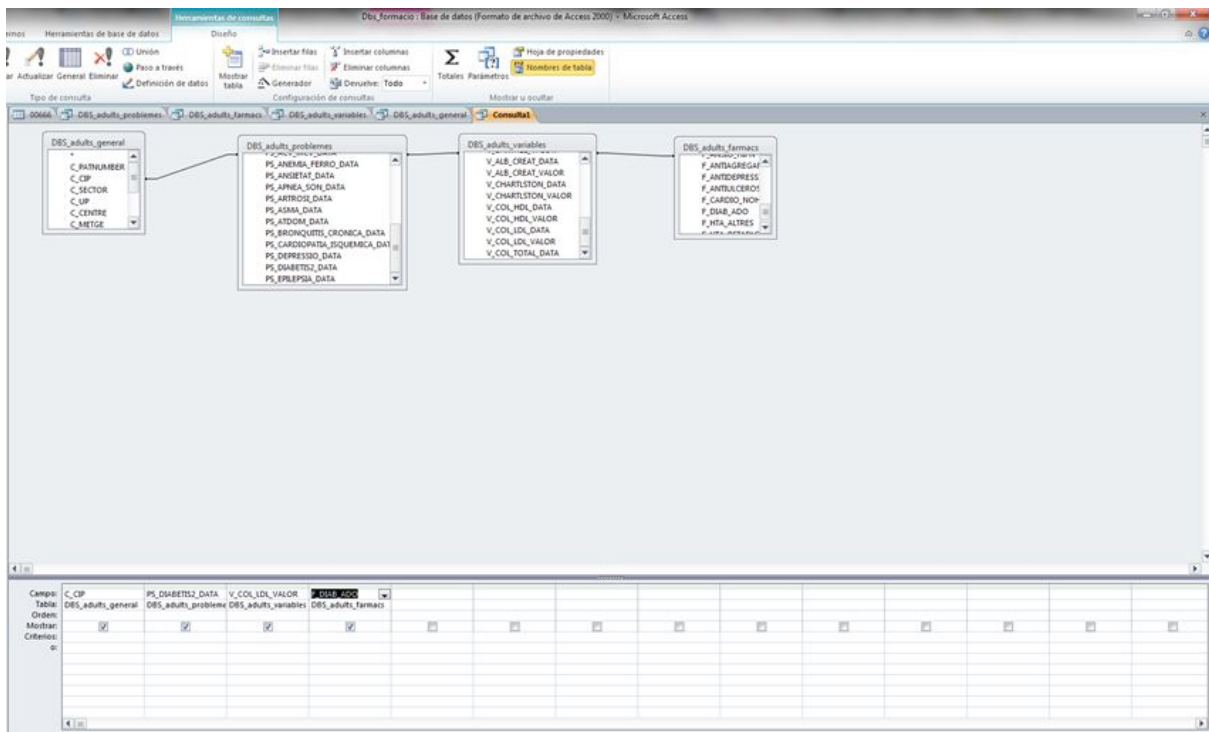 Herramientas de consultas
Dbs_formacio : Base de datos (Formato de archivo de Access 2000) - Microsoft Access
Herramientas de base de datos
Diseño
Actualizar General Eliminar
Unión
Paso a través
Definición de datos
Tipo de consulta
Mostrar tabla
Insertar filas
Eliminar filas
Generador
Insertar columnas
Eliminar columnas
Devuelve: Todo
Configuración de consultas
Totales Parámetros
Hoja de propiedades
Nombres de tabla
Mostrar u ocultar
00666 DBS_adults_problemes DBS_adults_farmacs DBS_adults_variables DBS_adults_general Consulta1
DBS_adults_general
*
C_PATNUMBER
C_CIP
C_SECTOR
C_UP
C_CENTRE
C_METGE
DBS_adults_problemes
PS_ANEMIA_FERRO_DATA
PS_ANSIETAT_DATA
PS_APNEA_SON_DATA
PS_ARTROSI_DATA
PS_ASMA_DATA
PS_ATDOM_DATA
PS_BRONQUITIS_CRONICA_DATA
PS_CARDIOPATIA_ISQUEMICA_DAT
PS_DEPRESSIO_DATA
PS_DIABETIS2_DATA
PS_EPILEPSIA_DATA
DBS_adults_variables
V_ALB_CREAT_DATA
V_ALB_CREAT_VALOR
V_CHARTLSTON_DATA
V_CHARTLSTON_VALOR
V_COL_HDL_DATA
V_COL_HDL_VALOR
V_COL_LDL_DATA
V_COL_LDL_VALOR
V_COL_TOTAL_DATA
DBS_adults_farmacs
F_ANTIAGREGAN
F_ANTIDEPRESS
F_ANTIULCEROS
F_CARDIO_NOH
F_DIAB_ADO
F_HTA_ALTRES
Campo: C_CIP PS_DIABETIS2_DATA V_COL_LDL_VALOR F_DIAB_ADO
Tabla: DBS_adults_general DBS_adults_probleme DBS_adults_variables DBS_adults_farmacs
Orden:
Mostrar:
Criterios:
o: